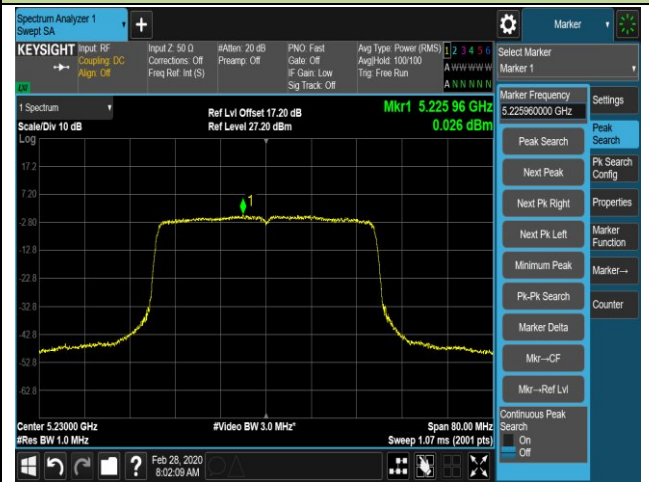 Spectrum Analyzer 1
Swept SA
Marker
KEYSIGHT
Input: RF
Coupling: DC
Align: Off
Input Z: 50 Ω
Corrections: Off
Freq Ref: Int (S)
#Atten: 20 dB
Preamp: Off
PNO: Fast
Gate: Off
IF Gain: Low
Sig Track: Off
Avg Type: Power (RMS)
Avg|Hold: 100/100
Trig: Free Run
1 2 3 4 5 6
A W W W W W
A N N N N N
LXI
Select Marker
Marker 1
1 Spectrum
Scale/Div 10 dB
Log
Ref Lvl Offset 17.20 dB
Ref Level 27.20 dBm
Mkr1 5.225 96 GHz
0.026 dBm
17.2
7.20
-2.80
-12.8
-22.8
-32.8
-42.8
-52.8
-62.8
1
Center 5.23000 GHz
#Res BW 1.0 MHz
#Video BW 3.0 MHz*
Span 80.00 MHz
Sweep 1.07 ms (2001 pts)
Marker Frequency
5.225960000 GHz
Peak Search
Next Peak
Next Pk Right
Next Pk Left
Minimum Peak
Pk-Pk Search
Marker Delta
Mkr→CF
Mkr→Ref Lvl
Continuous Peak
Search
On
Off
Settings
Peak
Search
Pk Search
Config
Properties
Marker
Function
Marker→
Counter
?
Feb 28, 2020
8:02:09 AM